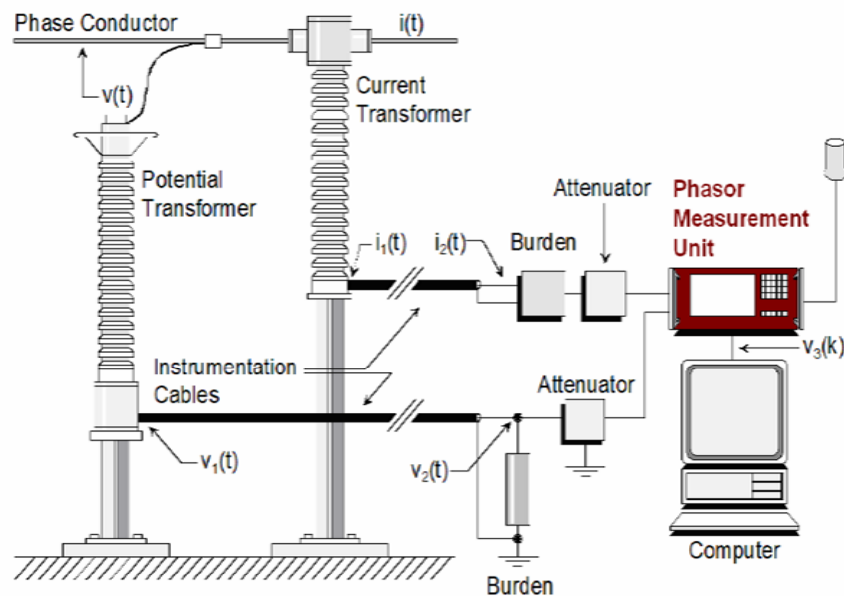 Phase Conductor
i(t)
v(t)
Current
Transformer
Potential
Transformer
Attenuator
Phasor
Measurement
Unit
i₁(t)
i₂(t)
Burden
v₃(k)
Instrumentation
Cables
Attenuator
v₁(t)
v₂(t)
Computer
Burden